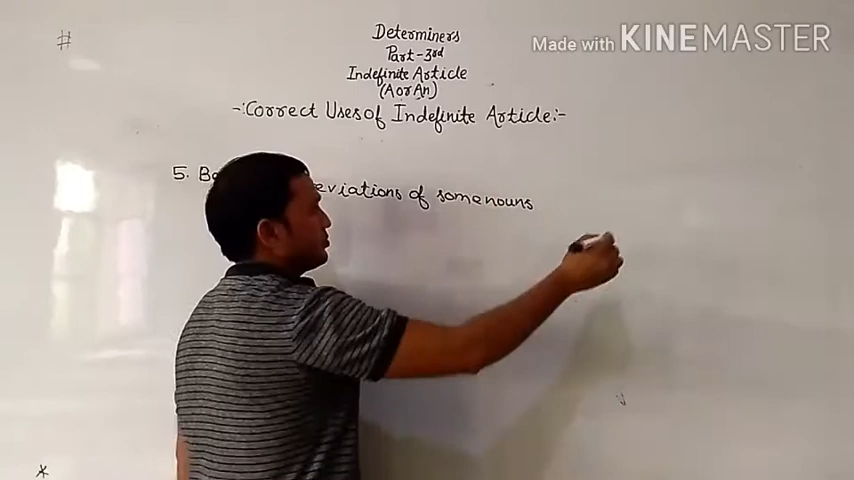 #
Determiners
Part-3rd
Made with KINEMASTER
Indefinite Article
(A or An)
-:Correct Uses of Indefinite Article:-
5. eviations of some nouns
*